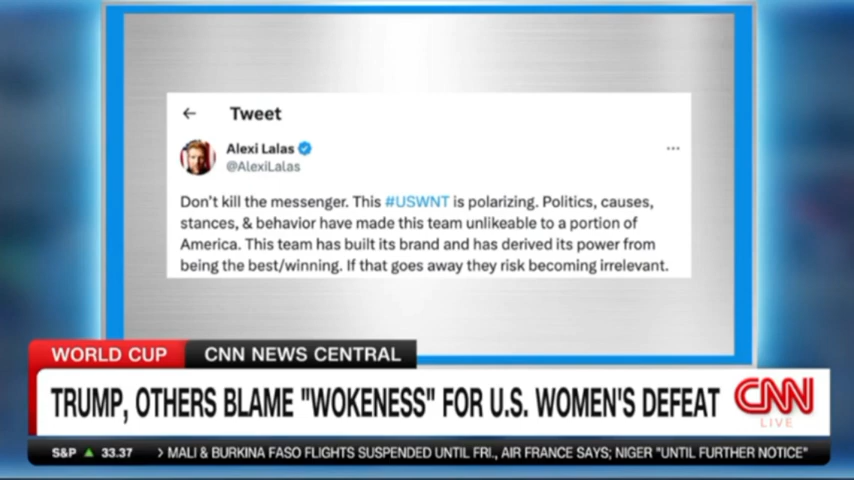 ← Tweet
Alexi Lalas
@AlexiLalas
Don't kill the messenger. This #USWNT is polarizing. Politics, causes,
stances, & behavior have made this team unlikeable to a portion of
America. This team has built its brand and has derived its power from
being the best/winning. If that goes away they risk becoming irrelevant.
WORLD CUP CNN NEWS CENTRAL
TRUMP, OTHERS BLAME "WOKENESS" FOR U.S. WOMEN'S DEFEAT
CNN
LIVE
S&P ▲ 33.37 > MALI & BURKINA FASO FLIGHTS SUSPENDED UNTIL FRI., AIR FRANCE SAYS; NIGER "UNTIL FURTHER NOTICE"